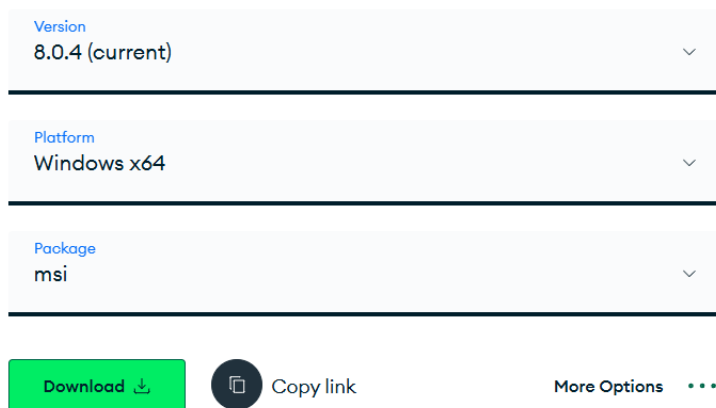 Version
8.0.4 (current)
Platform
Windows x64
Package
msi
Download
Copy link
More Options